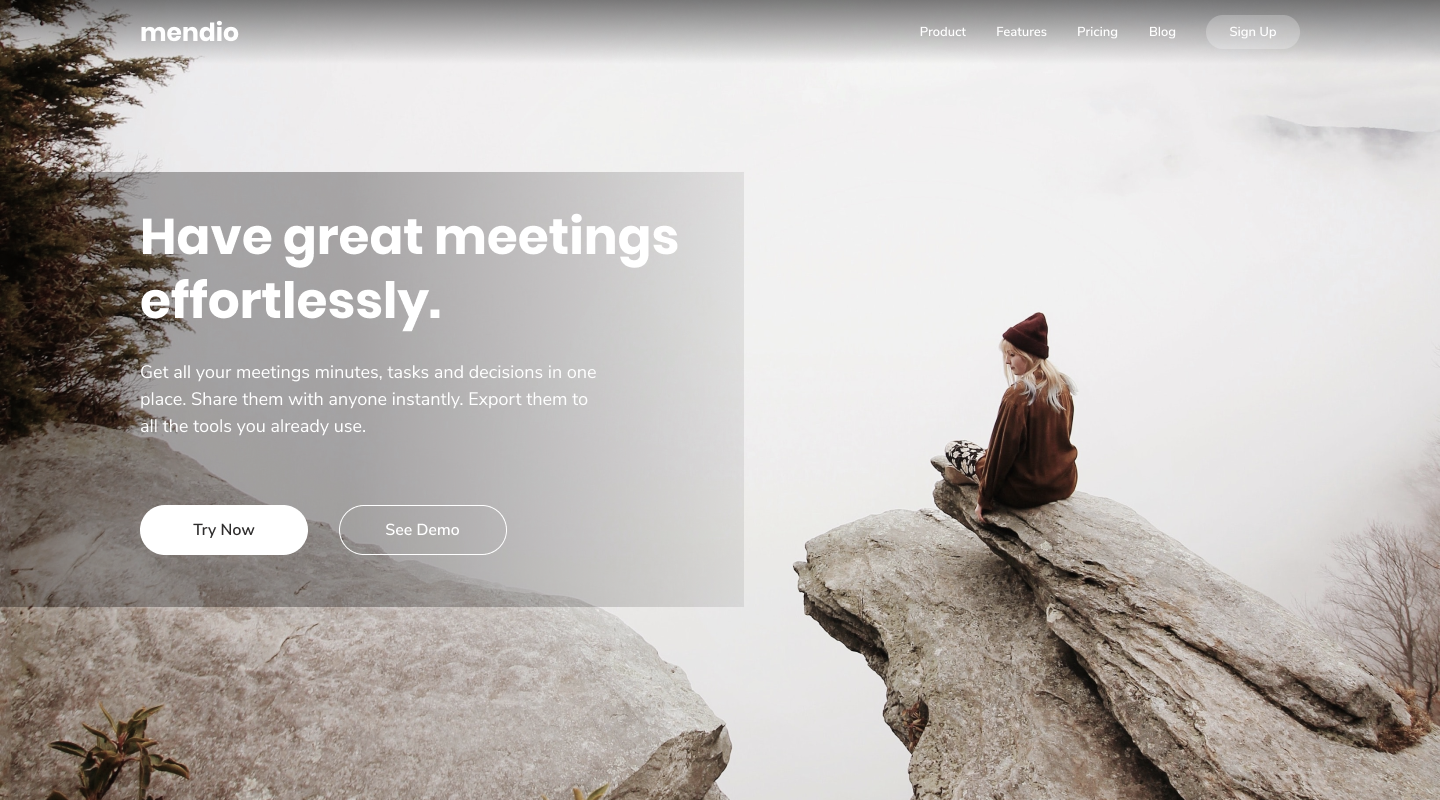 mendio
Product Features Pricing Blog Sign Up
Have great meetings
effortlessly.
Get all your meetings minutes, tasks and decisions in one
place. Share them with anyone instantly. Export them to
all the tools you already use.
Try Now See Demo